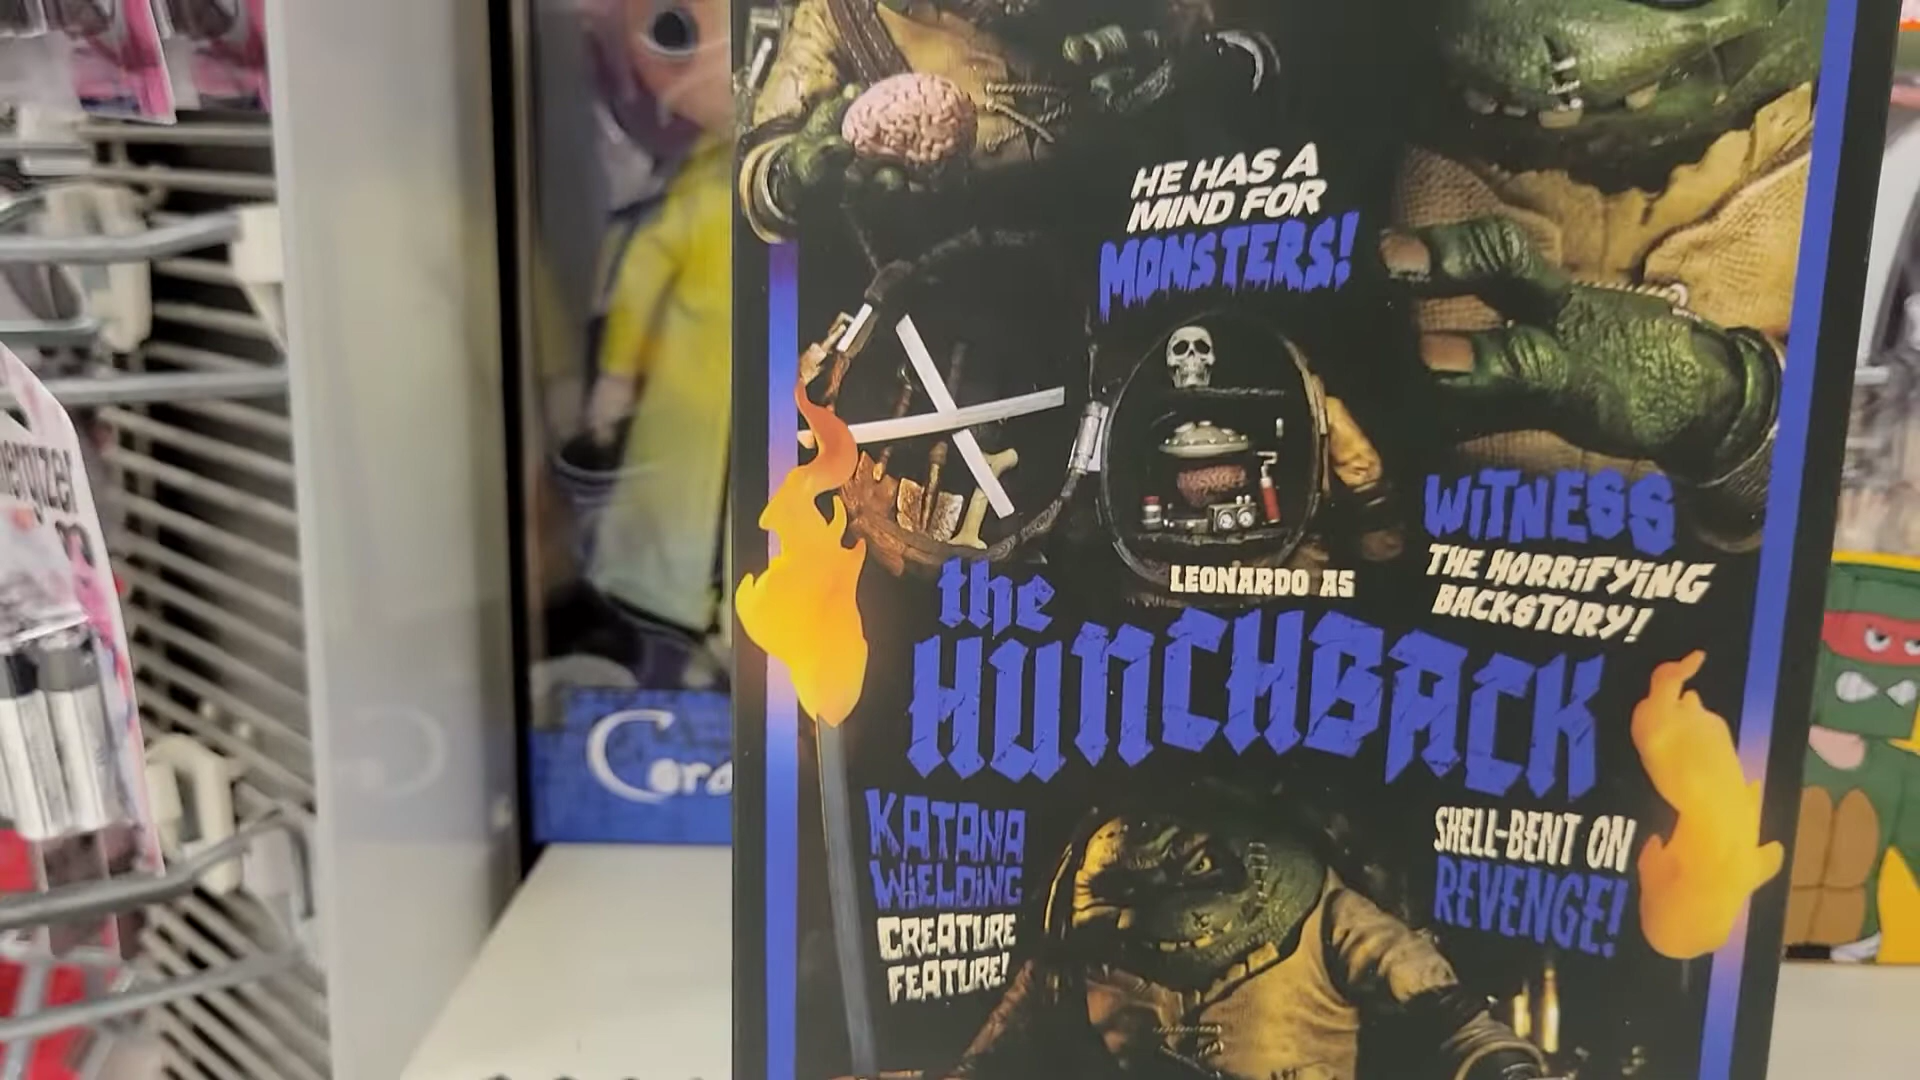 HE HAS A
MIND FOR
MONSTERS!
WITNESS
THE HORRIFYING
BACKSTORY!
LEONARDO AS
the
HUNCHBACK
KATANA
WIELDING
CREATURE
FEATURE!
SHELL-BENT ON
REVENGE!